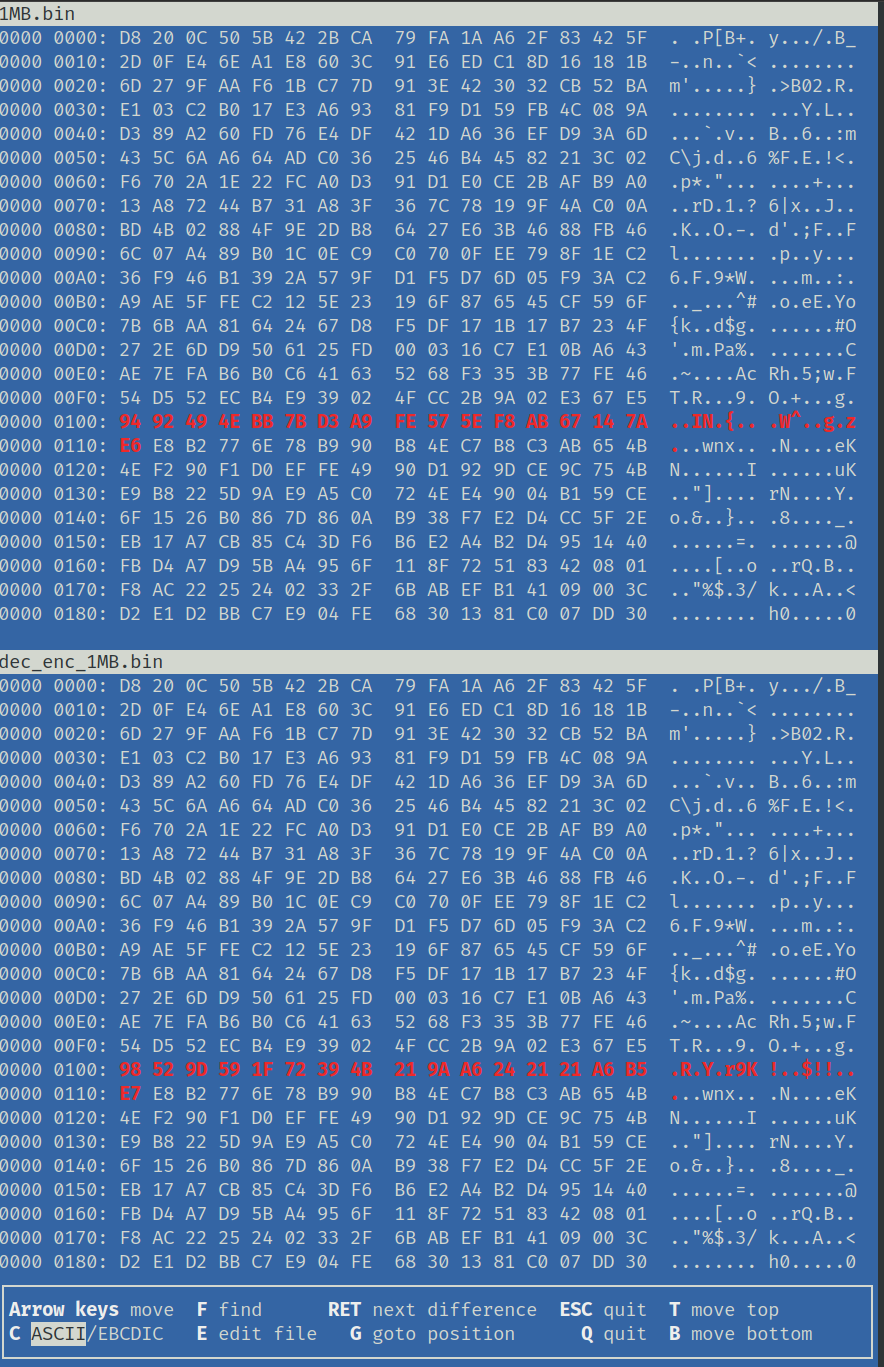 1MB.bin
0000 0000: D8 20 0C 50 5B 42 2B CA 79 FA 1A A6 2F 83 42 5F . .P[B+. y.../.B_
0000 0010: 2D 0F E4 6E A1 E8 60 3C 91 E6 ED C1 8D 16 18 1B -..n..`< ........
0000 0020: 6D 27 9F AA F6 1B C7 7D 91 3E 42 30 32 CB 52 BA m'.....} .>B02.R.
0000 0030: E1 03 C2 B0 17 E3 A6 93 81 F9 D1 59 FB 4C 08 9A ........ ...Y.L..
0000 0040: D3 89 A2 60 FD 76 E4 DF 42 1D A6 36 EF D9 3A 6D ...`.v.. B..6..:m
0000 0050: 43 5C 6A A6 64 AD C0 36 25 46 B4 45 82 21 3C 02 C\j.d..6 %F.E.!<.
0000 0060: F6 70 2A 1E 22 FC A0 D3 91 D1 E0 CE 2B AF B9 A0 .p*."... ....+...
0000 0070: 13 A8 72 44 B7 31 A8 3F 36 7C 78 19 9F 4A C0 0A ..rD.1.? 6|x..J..
0000 0080: BD 4B 02 88 4F 9E 2D B8 64 27 E6 3B 46 88 FB 46 .K..O.-. d'.;F..F
0000 0090: 6C 07 A4 89 B0 1C 0E C9 C0 70 0F EE 79 8F 1E C2 l....... .p..y...
0000 00A0: 36 F9 46 B1 39 2A 57 9F D1 F5 D7 6D 05 F9 3A C2 6.F.9*W. ...m..:.
0000 00B0: A9 AE 5F FE C2 12 5E 23 19 6F 87 65 45 CF 59 6F .._...^# .o.eE.Yo
0000 00C0: 7B 6B AA 81 64 24 67 D8 F5 DF 17 1B 17 B7 23 4F {k..d$g. ......#O
0000 00D0: 27 2E 6D D9 50 61 25 FD 00 03 16 C7 E1 0B A6 43 '.m.Pa%. .......C
0000 00E0: AE 7E FA B6 B0 C6 41 63 52 68 F3 35 3B 77 FE 46 .~....Ac Rh.5;w.F
0000 00F0: 54 D5 52 EC B4 E9 39 02 4F CC 2B 9A 02 E3 67 E5 T.R...9. O.+...g.
0000 0100: 94 92 49 4E BB 7B D3 A9 FE 57 5E F8 AB 67 14 7A ..IN.{.. .W^..g.z
0000 0110: E6 E8 B2 77 6E 78 B9 90 B8 4E C7 B8 C3 AB 65 4B ...wnx.. .N....eK
0000 0120: 4E F2 90 F1 D0 EF FE 49 90 D1 92 9D CE 9C 75 4B N......I ......uK
0000 0130: E9 B8 22 5D 9A E9 A5 C0 72 4E E4 90 04 B1 59 CE .."].... rN....Y.
0000 0140: 6F 15 26 B0 86 7D 86 0A B9 38 F7 E2 D4 CC 5F 2E o.&..}.. .8...._.
0000 0150: EB 17 A7 CB 85 C4 3D F6 B6 E2 A4 B2 D4 95 14 40 ......=. .......@
0000 0160: FB D4 A7 D9 5B A4 95 6F 11 8F 72 51 83 42 08 01 ....[..o ..rQ.B..
0000 0170: F8 AC 22 25 24 02 33 2F 6B AB EF B1 41 09 00 3C .."%$.3/ k...A..<
0000 0180: D2 E1 D2 BB C7 E9 04 FE 68 30 13 81 C0 07 DD 30 ........ h0.....0
dec_enc_1MB.bin
0000 0000: D8 20 0C 50 5B 42 2B CA 79 FA 1A A6 2F 83 42 5F . .P[B+. y.../.B_
0000 0010: 2D 0F E4 6E A1 E8 60 3C 91 E6 ED C1 8D 16 18 1B -..n..`< ........
0000 0020: 6D 27 9F AA F6 1B C7 7D 91 3E 42 30 32 CB 52 BA m'.....} .>B02.R.
0000 0030: E1 03 C2 B0 17 E3 A6 93 81 F9 D1 59 FB 4C 08 9A ........ ...Y.L..
0000 0040: D3 89 A2 60 FD 76 E4 DF 42 1D A6 36 EF D9 3A 6D ...`.v.. B..6..:m
0000 0050: 43 5C 6A A6 64 AD C0 36 25 46 B4 45 82 21 3C 02 C\j.d..6 %F.E.!<.
0000 0060: F6 70 2A 1E 22 FC A0 D3 91 D1 E0 CE 2B AF B9 A0 .p*."... ....+...
0000 0070: 13 A8 72 44 B7 31 A8 3F 36 7C 78 19 9F 4A C0 0A ..rD.1.? 6|x..J..
0000 0080: BD 4B 02 88 4F 9E 2D B8 64 27 E6 3B 46 88 FB 46 .K..O.-. d'.;F..F
0000 0090: 6C 07 A4 89 B0 1C 0E C9 C0 70 0F EE 79 8F 1E C2 l....... .p..y...
0000 00A0: 36 F9 46 B1 39 2A 57 9F D1 F5 D7 6D 05 F9 3A C2 6.F.9*W. ...m..:.
0000 00B0: A9 AE 5F FE C2 12 5E 23 19 6F 87 65 45 CF 59 6F .._...^# .o.eE.Yo
0000 00C0: 7B 6B AA 81 64 24 67 D8 F5 DF 17 1B 17 B7 23 4F {k..d$g. ......#O
0000 00D0: 27 2E 6D D9 50 61 25 FD 00 03 16 C7 E1 0B A6 43 '.m.Pa%. .......C
0000 00E0: AE 7E FA B6 B0 C6 41 63 52 68 F3 35 3B 77 FE 46 .~....Ac Rh.5;w.F
0000 00F0: 54 D5 52 EC B4 E9 39 02 4F CC 2B 9A 02 E3 67 E5 T.R...9. O.+...g.
0000 0100: 98 52 9D 59 1F 72 39 4B 21 9A A6 24 21 21 A6 B5 .R.Y.r9K !..$!!..
0000 0110: E7 E8 B2 77 6E 78 B9 90 B8 4E C7 B8 C3 AB 65 4B ...wnx.. .N....eK
0000 0120: 4E F2 90 F1 D0 EF FE 49 90 D1 92 9D CE 9C 75 4B N......I ......uK
0000 0130: E9 B8 22 5D 9A E9 A5 C0 72 4E E4 90 04 B1 59 CE .."].... rN....Y.
0000 0140: 6F 15 26 B0 86 7D 86 0A B9 38 F7 E2 D4 CC 5F 2E o.&..}.. .8...._.
0000 0150: EB 17 A7 CB 85 C4 3D F6 B6 E2 A4 B2 D4 95 14 40 ......=. .......@
0000 0160: FB D4 A7 D9 5B A4 95 6F 11 8F 72 51 83 42 08 01 ....[..o ..rQ.B..
0000 0170: F8 AC 22 25 24 02 33 2F 6B AB EF B1 41 09 00 3C .."%$.3/ k...A..<
0000 0180: D2 E1 D2 BB C7 E9 04 FE 68 30 13 81 C0 07 DD 30 ........ h0.....0
Arrow keys move F find RET next difference ESC quit T move top
C ASCII/EBCDIC E edit file G goto position Q quit B move bottom